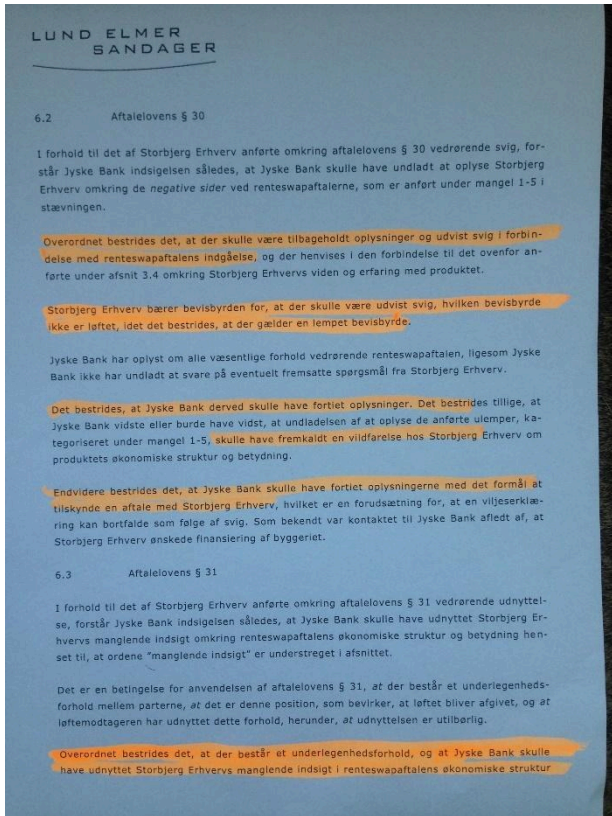 LUND ELMER
SANDAGER
6.2 Aftalelovens § 30
I forhold til det af Storbjerg Erhverv anførte omkring aftalelovens § 30 vedrørende svig, for-
står Jyske Bank indsigelsen således, at Jyske Bank skulle have undladt at oplyse Storbjerg
Erhverv omkring de negative sider ved renteswapaftalerne, som er anført under mangel 1-5 i
stævningen.
Overordnet bestrides det, at der skulle være tilbageholdt oplysninger og udvist svig i forbin-
delse med renteswapaftalens indgåelse, og der henvises i den forbindelse til det ovenfor an-
førte under afsnit 3.4 omkring Storbjerg Erhvervs viden og erfaring med produktet.
Storbjerg Erhverv bærer bevisbyrden for, at der skulle være udvist svig, hvilken bevisbyrde
ikke er løftet, idet det bestrides, at der gælder en lempet bevisbyrde.
Jyske Bank har oplyst om alle væsentlige forhold vedrørende renteswapaftalen, ligesom Jyske
Bank ikke har undladt at svare på eventuelt fremsatte spørgsmål fra Storbjerg Erhverv.
Det bestrides, at Jyske Bank derved skulle have fortiet oplysninger. Det bestrides tillige, at
Jyske Bank vidste eller burde have vidst, at undladelsen af at oplyse de anførte ulemper, ka-
tegoriseret under mangel 1-5, skulle have fremkaldt en vildfarelse hos Storbjerg Erhverv om
produktets økonomiske struktur og betydning.
Endvidere bestrides det, at Jyske Bank skulle have fortiet oplysningerne med det formål at
tilskynde en aftale med Storbjerg Erhverv, hvilket er en forudsætning for, at en viljeserklæ-
ring kan bortfalde som følge af svig. Som bekendt var kontaktet til Jyske Bank afledt af, at
Storbjerg Erhverv ønskede finansiering af byggeriet.
6.3 Aftalelovens § 31
I forhold til det af Storbjerg Erhverv anførte omkring aftalelovens § 31 vedrørende udnyttel-
se, forstår Jyske Bank indsigelsen således, at Jyske Bank skulle have udnyttet Storbjerg Er-
hvervs manglende indsigt omkring renteswapaftalens økonomiske struktur og betydning hen-
set til, at ordene "manglende indsigt" er understreget i afsnittet.
Det er en betingelse for anvendelsen af aftalelovens § 31, at der består et underlegenheds-
forhold mellem parterne, at det er denne position, som bevirker, at løftet bliver afgivet, og at
løftemodtageren har udnyttet dette forhold, herunder, at udnyttelsen er utilbørlig.
Overordnet bestrides det, at der består et underlegenhedsforhold, og at Jyske Bank skulle
have udnyttet Storbjerg Erhvervs manglende indsigt i renteswapaftalens økonomiske struktur